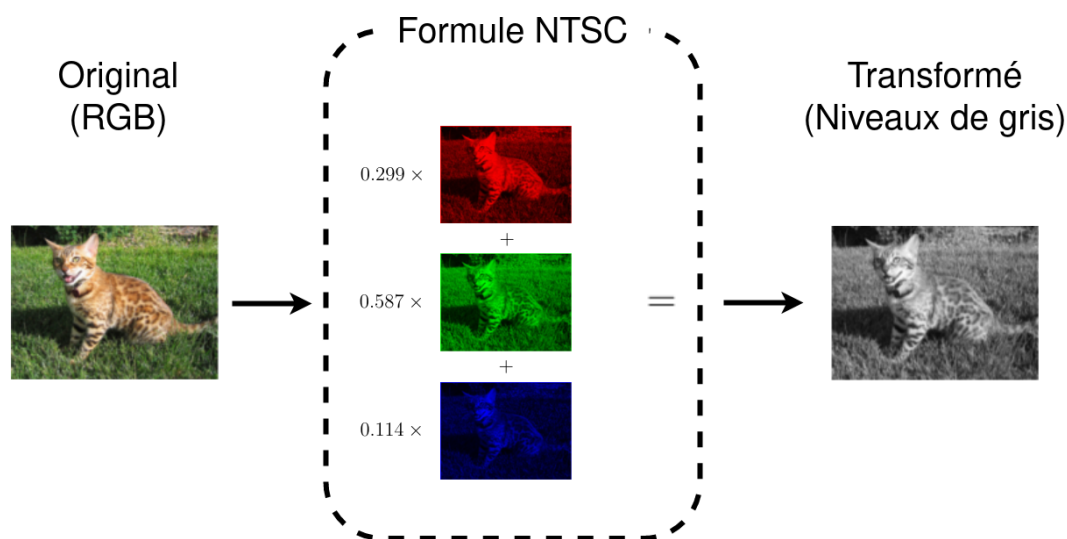 Formule NTSC
Original
(RGB)
Transformé
(Niveaux de gris)
0.299 ×
+
0.587 ×
=
+
0.114 ×